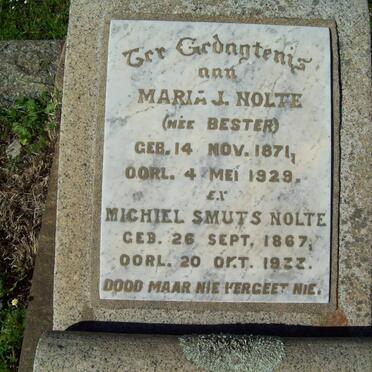 Ter Gedagtenis
aan
MARIA J. NOLTE
(NEE BESTER)
GEB. 14 NOV. 1871,
OORL. 4 MEI 1929.
EN
MICHIEL SMUTS NOLTE
GEB. 26 SEPT. 1867,
OORL. 20 OKT. 1933.
DOOD MAAR NIE VERGEET NIE.